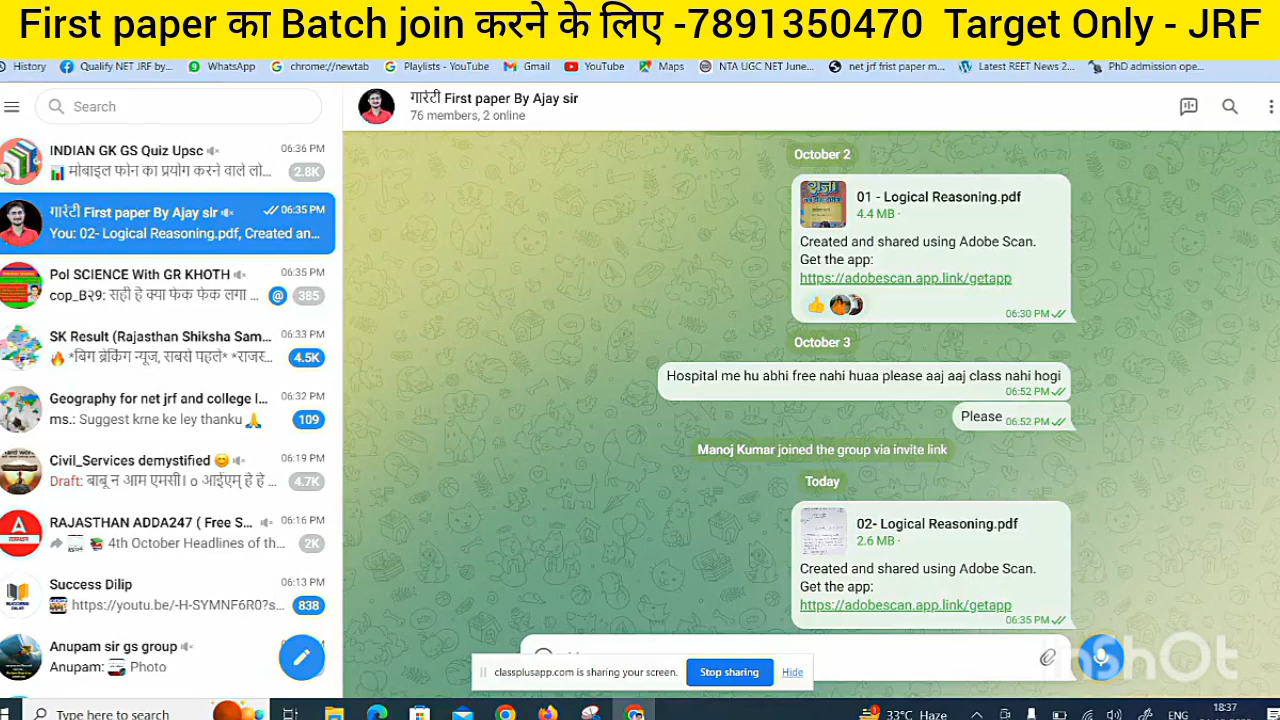 First paper का Batch join करने के लिए -7891350470 Target Only - JRF
History Qualify NET JRF by... WhatsApp chrome://newtab Playlists - YouTube Gmail YouTube Maps NTA UGC NET June... net jrf frist paper m... Latest REET News 2... PhD admission ope...
Search
INDIAN GK GS Quiz Upsc 06:36 PM
मोबाइल फोन का प्रयोग करने वाले लो... 2.8K
गारंटी First paper By Ajay sir 06:35 PM
You: 02- Logical Reasoning.pdf, Created an...
Pol SCIENCE With GR KHOTH 06:35 PM
cop_B२१: सही है क्या फेक फेक लगा ... @ 385
SK Result (Rajasthan Shiksha Sam... 06:33 PM
*बिग ब्रेकिंग न्यूज, सबसे पहले* *राजस्... 4.5K
Geography for net jrf and college l... 06:32 PM
ms.: Suggest krne ke ley thanku 109
Civil_Services demystified 06:19 PM
Draft: बाबू न आम एमसी। o आईएम् हे हे ... 4.7K
RAJASTHAN ADDA247 ( Free S... 06:16 PM
4th October Headlines of th... 2K
Success Dilip 06:13 PM
https://youtu.be/-H-SYMNF6R0?s... 838
Anupam sir gs group
Anupam: Photo
गारंटी First paper By Ajay sir
76 members, 2 online
October 2
01 - Logical Reasoning.pdf
4.4 MB
Created and shared using Adobe Scan.
Get the app:
https://adobescan.app.link/getapp
06:30 PM
October 3
Hospital me hu abhi free nahi huaa please aaj aaj class nahi hogi
06:52 PM
Please 06:52 PM
Manoj Kumar joined the group via invite link
Today
02- Logical Reasoning.pdf
2.6 MB
Created and shared using Adobe Scan.
Get the app:
https://adobescan.app.link/getapp
06:35 PM
InShOt
classplusapp.com is sharing your screen. Stop sharing Hide
Type here to search 33°C Haze ENG 18:37